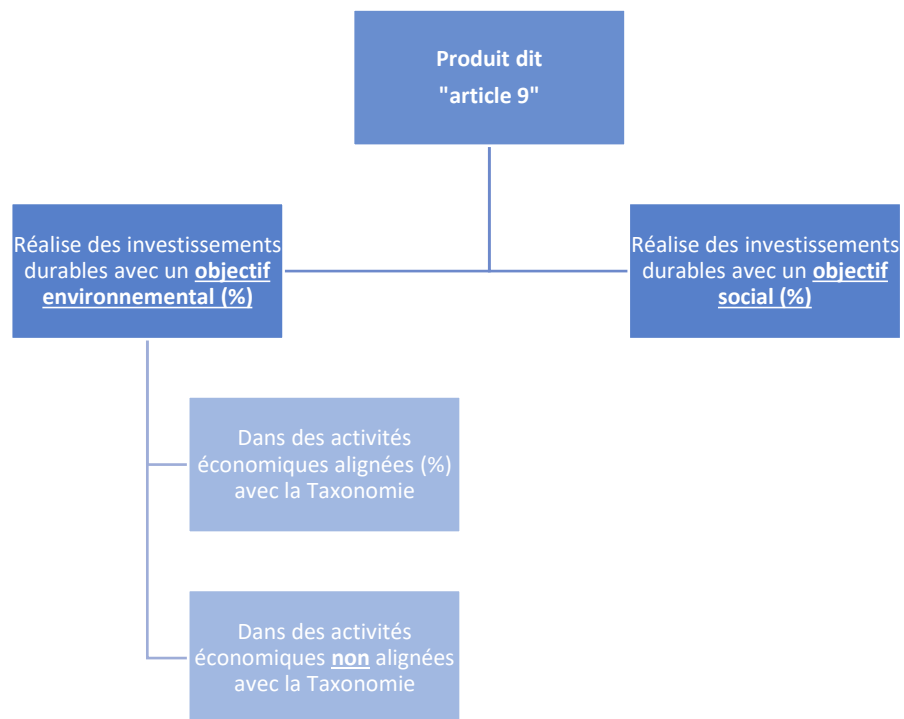 Produit dit
"article 9"
Réalise des investissements
durables avec un objectif
environnemental (%)
Réalise des investissements
durables avec un objectif
social (%)
Dans des activités
économiques alignées (%)
avec la Taxonomie
Dans des activités
économiques non alignées
avec la Taxonomie